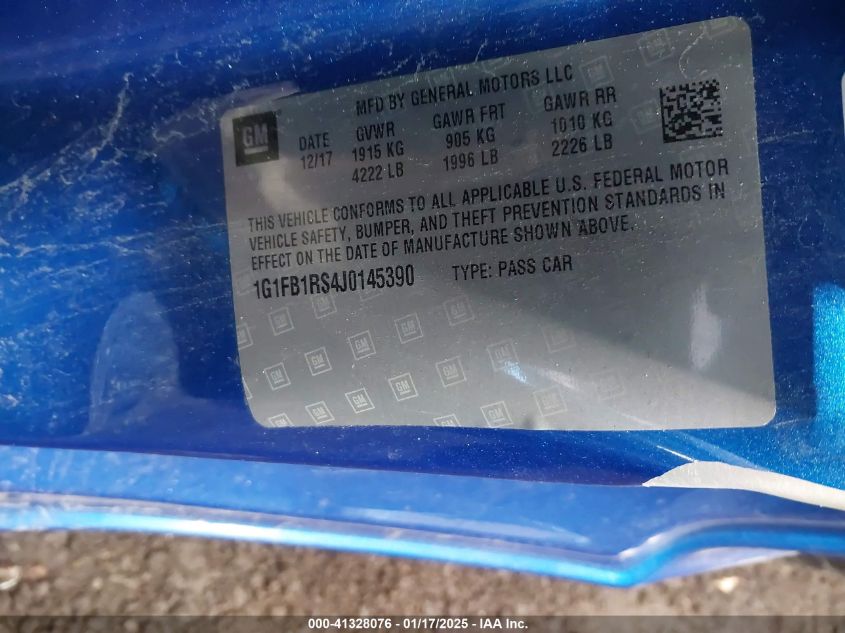 GM
MFD BY GENERAL MOTORS LLC
DATE GVWR GAWR FRT GAWR RR
12/17 1915 KG 905 KG 1010 KG
4222 LB 1996 LB 2226 LB
THIS VEHICLE CONFORMS TO ALL APPLICABLE U.S. FEDERAL MOTOR
VEHICLE SAFETY, BUMPER, AND THEFT PREVENTION STANDARDS IN
EFFECT ON THE DATE OF MANUFACTURE SHOWN ABOVE.
1G1FB1RS4J0145390 TYPE: PASS CAR
000-41328076 - 01/17/2025 - IAA Inc.